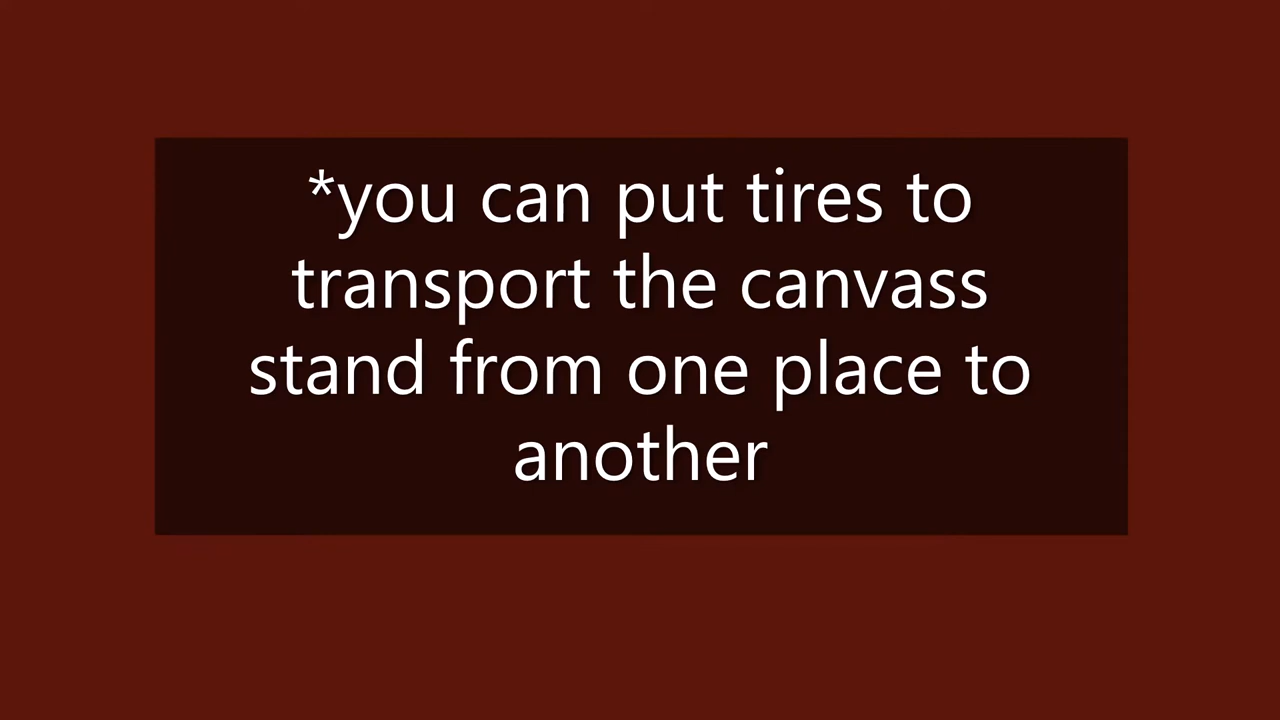 *you can put tires to
transport the canvass
stand from one place to
another